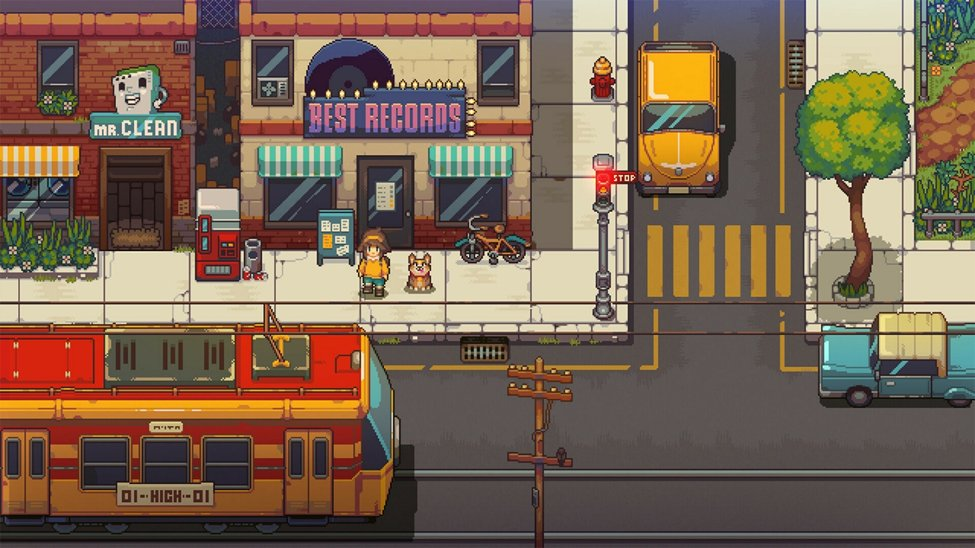 MR.CLEAN
BEST RECORDS
STOP
01-HIGH-01